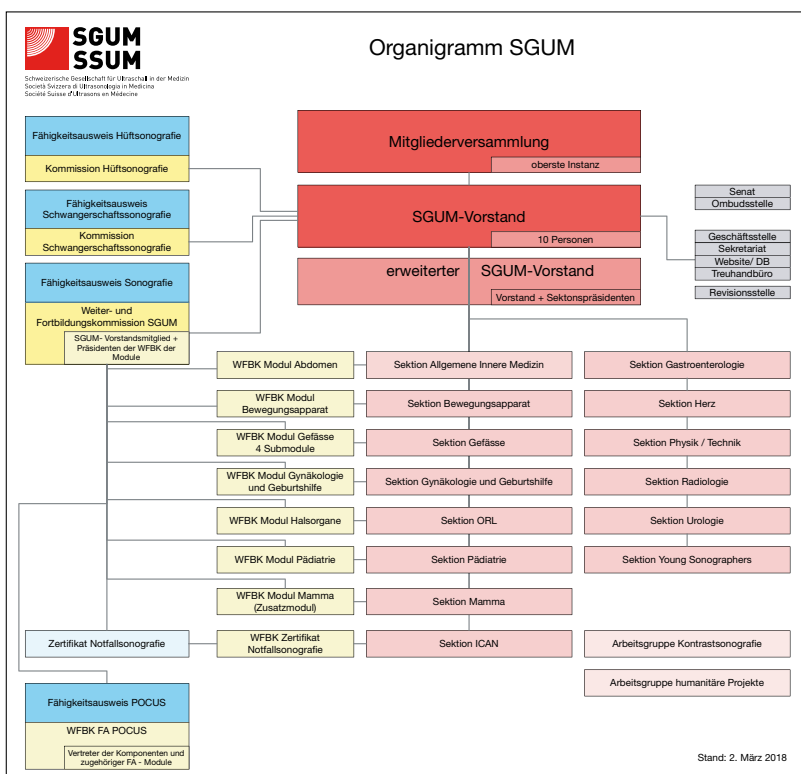 SGUM
SSUM
Schweizerische Gesellschaft für Ultraschall in der Medizin
Società Svizzera di Ultrasonologia in Medicina
Société Suisse d'Ultrasons en Médecine
Organigramm SGUM
Fähigkeitsausweis Hüftsonografie
Kommission Hüftsonografie
Fähigkeitsausweis
Schwangerschaftssonografie
Kommission
Schwangerschaftssonografie
Fähigkeitsausweis Sonografie
Weiter- und
Fortbildungskommission SGUM
SGUM- Vorstandsmitglied +
Präsidenten der WFBK der
Module
Mitgliederversammlung
oberste Instanz
SGUM-Vorstand
10 Personen
erweiterter SGUM-Vorstand
Vorstand + Sektonspräsidenten
Senat
Ombudsstelle
Geschäftsstelle
Sekretariat
Website/ DB
Treuhandbüro
Revisionsstelle
WFBK Modul Abdomen
Sektion Allgemene Innere Medizin
Sektion Gastroenterologie
WFBK Modul
Bewegungsapparat
Sektion Bewegungsapparat
Sektion Herz
WFBK Modul Gefässe
4 Submodule
Sektion Gefässe
Sektion Physik / Technik
WFBK Modul Gynäkologie
und Geburtshilfe
Sektion Gynäkologie und Geburtshilfe
Sektion Radiologie
WFBK Modul Halsorgane
Sektion ORL
Sektion Urologie
WFBK Modul Pädiatrie
Sektion Pädiatrie
Sektion Young Sonographers
WFBK Modul Mamma
(Zusatzmodul)
Sektion Mamma
Zertifikat Notfallsonografie
WFBK Zertifikat
Notfallsonografie
Sektion ICAN
Arbeitsgruppe Kontrastsonografie
Arbeitsgruppe humanitäre Projekte
Fähigkeitsausweis POCUS
WFBK FA POCUS
Vertreter der Komponenten und
zugehöriger FA - Module
Stand: 2. März 2018